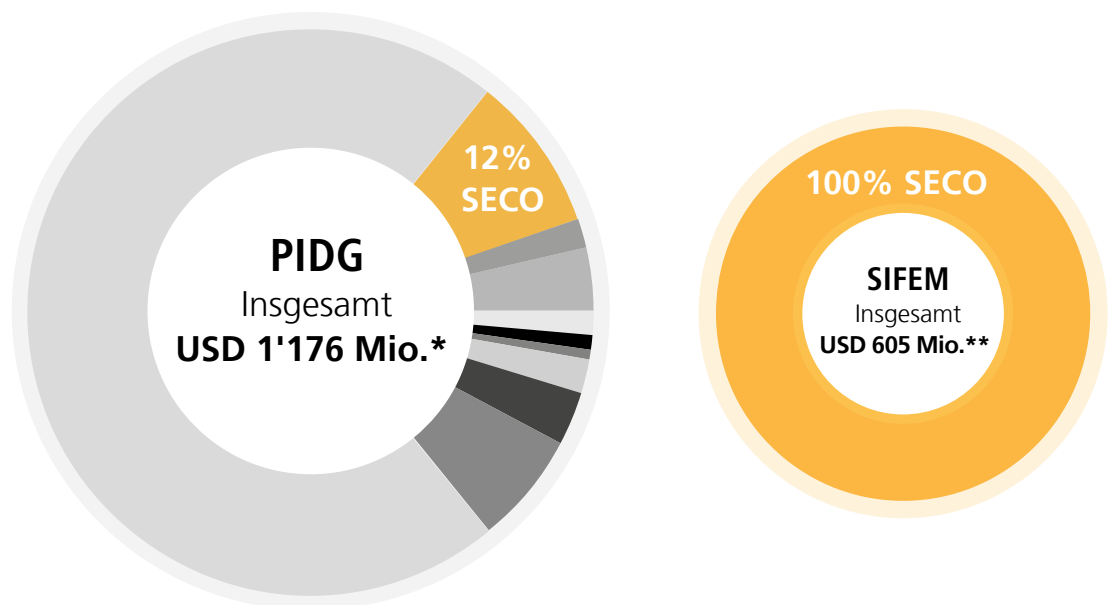 12%
SECO
PIDG
Insgesamt
USD 1'176 Mio.*
100% SECO
SIFEM
Insgesamt
USD 605 Mio.**